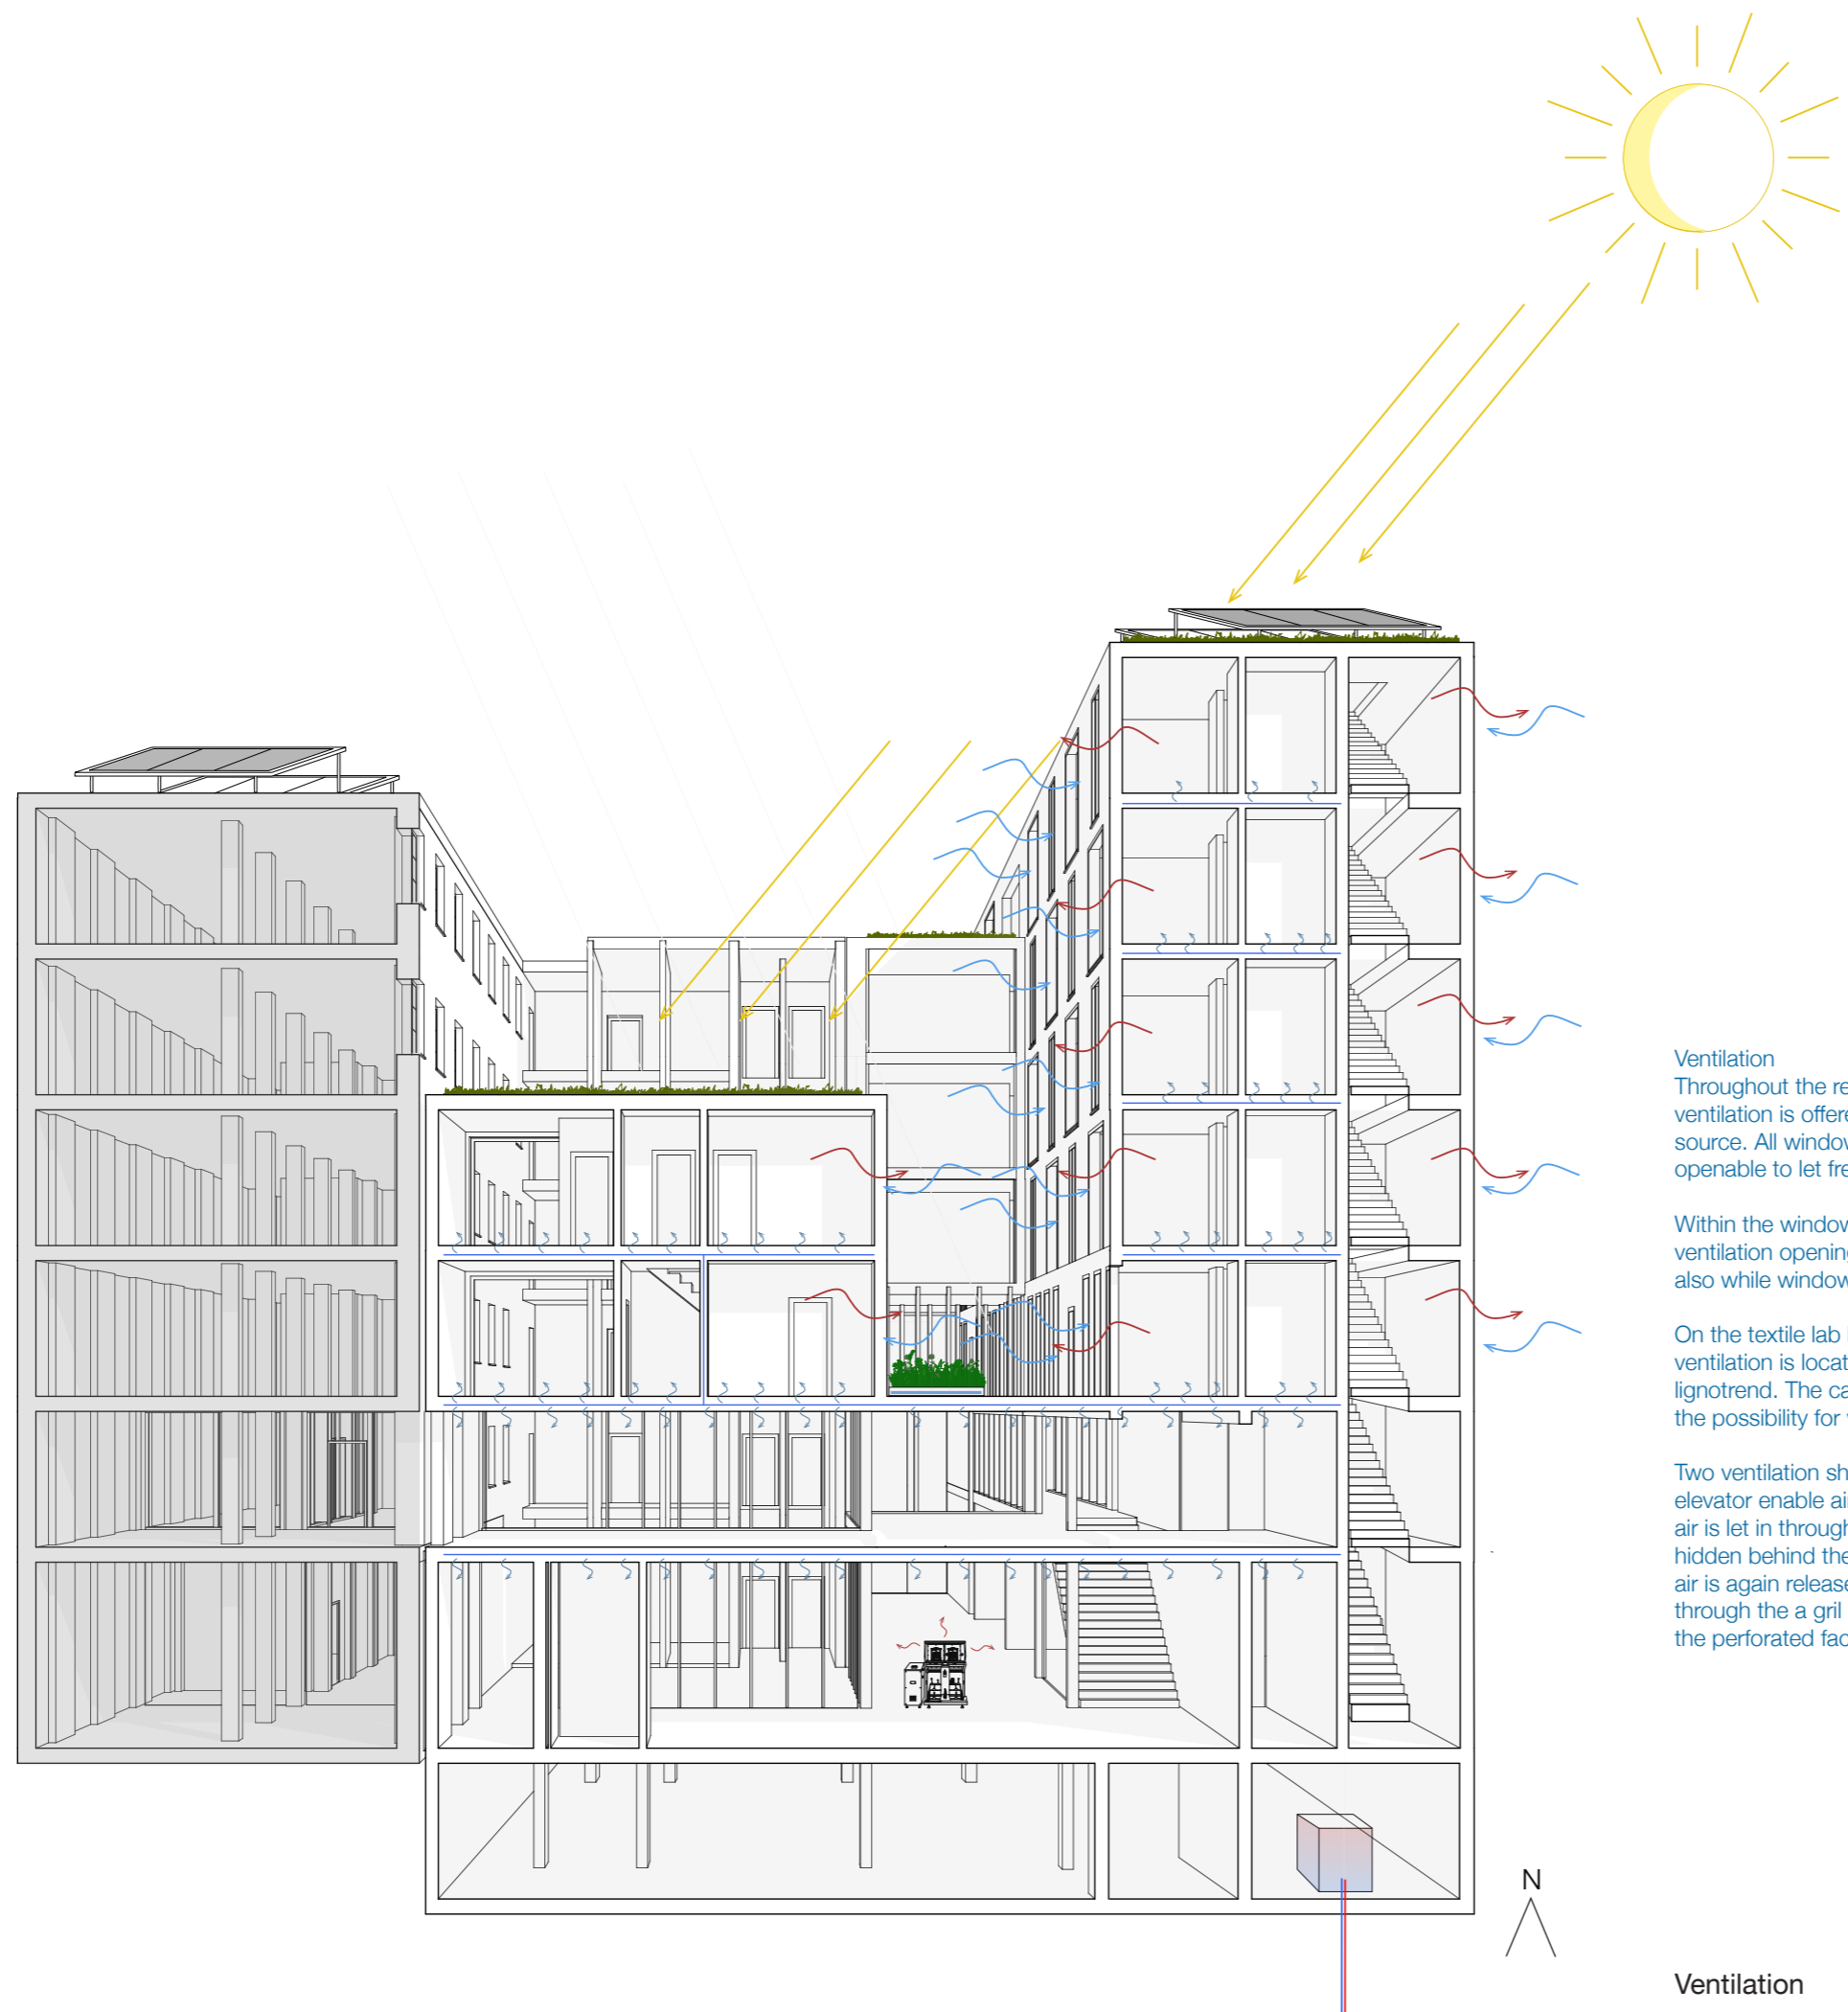 Ventilation
Throughout the re
ventilation is offere
source. All window
openable to let fre
Within the window
ventilation opening
also while window
On the textile lab
ventilation is locat
lignotrend. The ca
the possibility for
Two ventilation sh
elevator enable air
air is let in through
hidden behind the
air is again release
through the a gril
the perforated fac
N
Ventilation